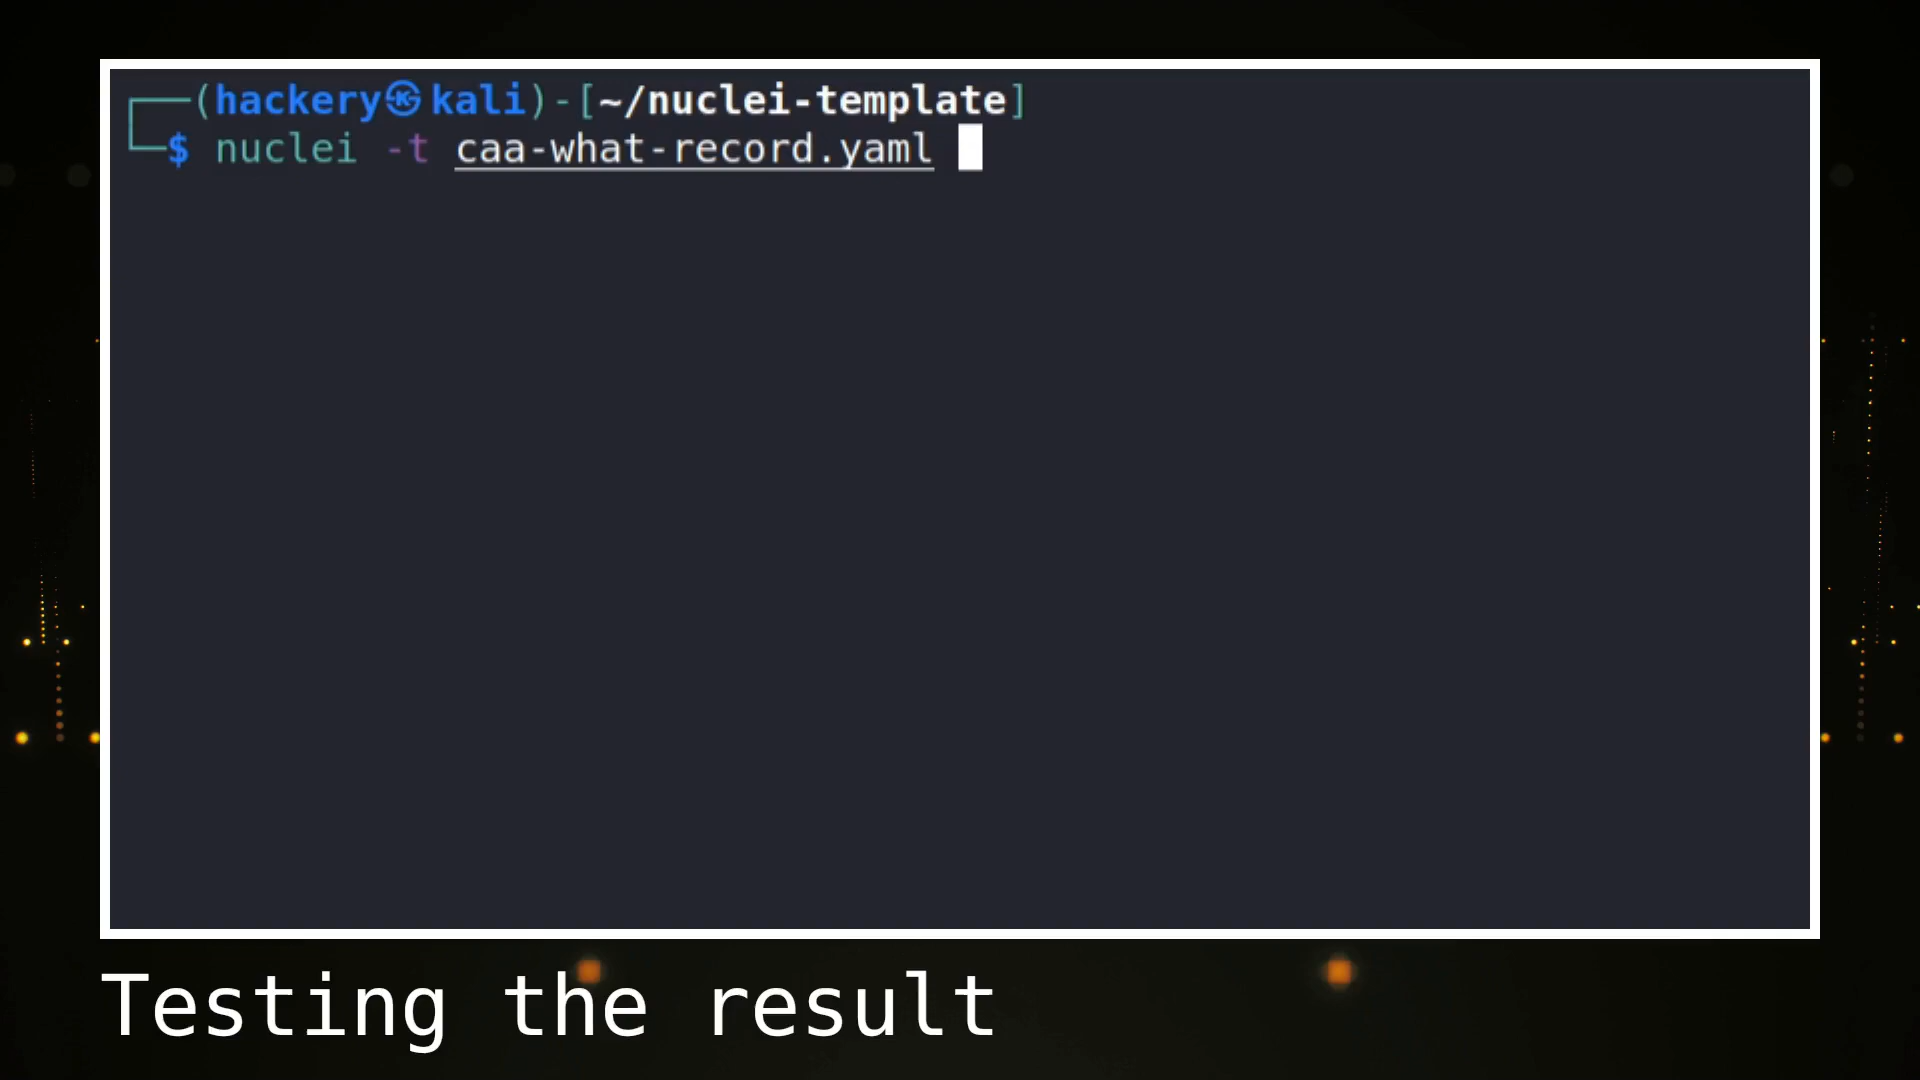 ┌──(hackery㉿kali)-[~/nuclei-template]
└─$ nuclei -t caa-what-record.yaml
Testing the result